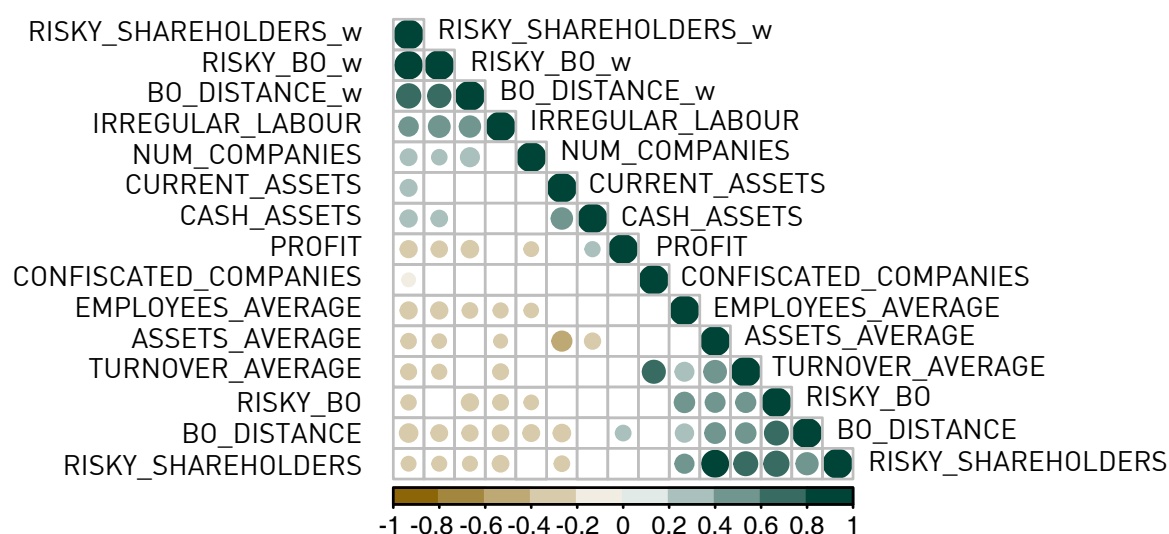 RISKY_SHAREHOLDERS_w RISKY_SHAREHOLDERS_w
RISKY_BO_w RISKY_BO_w
BO_DISTANCE_w BO_DISTANCE_w
IRREGULAR_LABOUR IRREGULAR_LABOUR
NUM_COMPANIES NUM_COMPANIES
CURRENT_ASSETS CURRENT_ASSETS
CASH_ASSETS CASH_ASSETS
PROFIT PROFIT
CONFISCATED_COMPANIES CONFISCATED_COMPANIES
EMPLOYEES_AVERAGE EMPLOYEES_AVERAGE
ASSETS_AVERAGE ASSETS_AVERAGE
TURNOVER_AVERAGE TURNOVER_AVERAGE
RISKY_BO RISKY_BO
BO_DISTANCE BO_DISTANCE
RISKY_SHAREHOLDERS RISKY_SHAREHOLDERS
-1 -0.8 -0.6 -0.4 -0.2 0 0.2 0.4 0.6 0.8 1